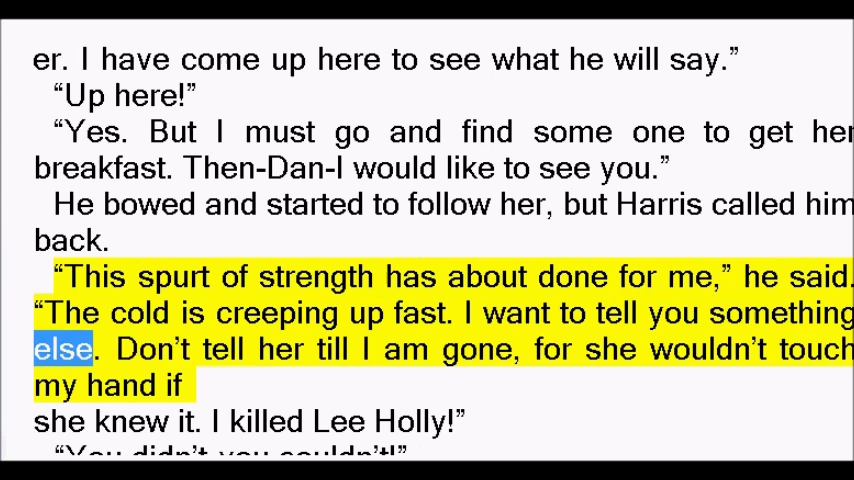 er. I have come up here to see what he will say.”
“Up here!”
“Yes. But I must go and find some one to get her
breakfast. Then-Dan-I would like to see you.”
He bowed and started to follow her, but Harris called him
back.
“This spurt of strength has about done for me,” he said.
“The cold is creeping up fast. I want to tell you something
else. Don’t tell her till I am gone, for she wouldn’t touch
my hand if
she knew it. I killed Lee Holly!”
“You didn’t you couldn’t!”